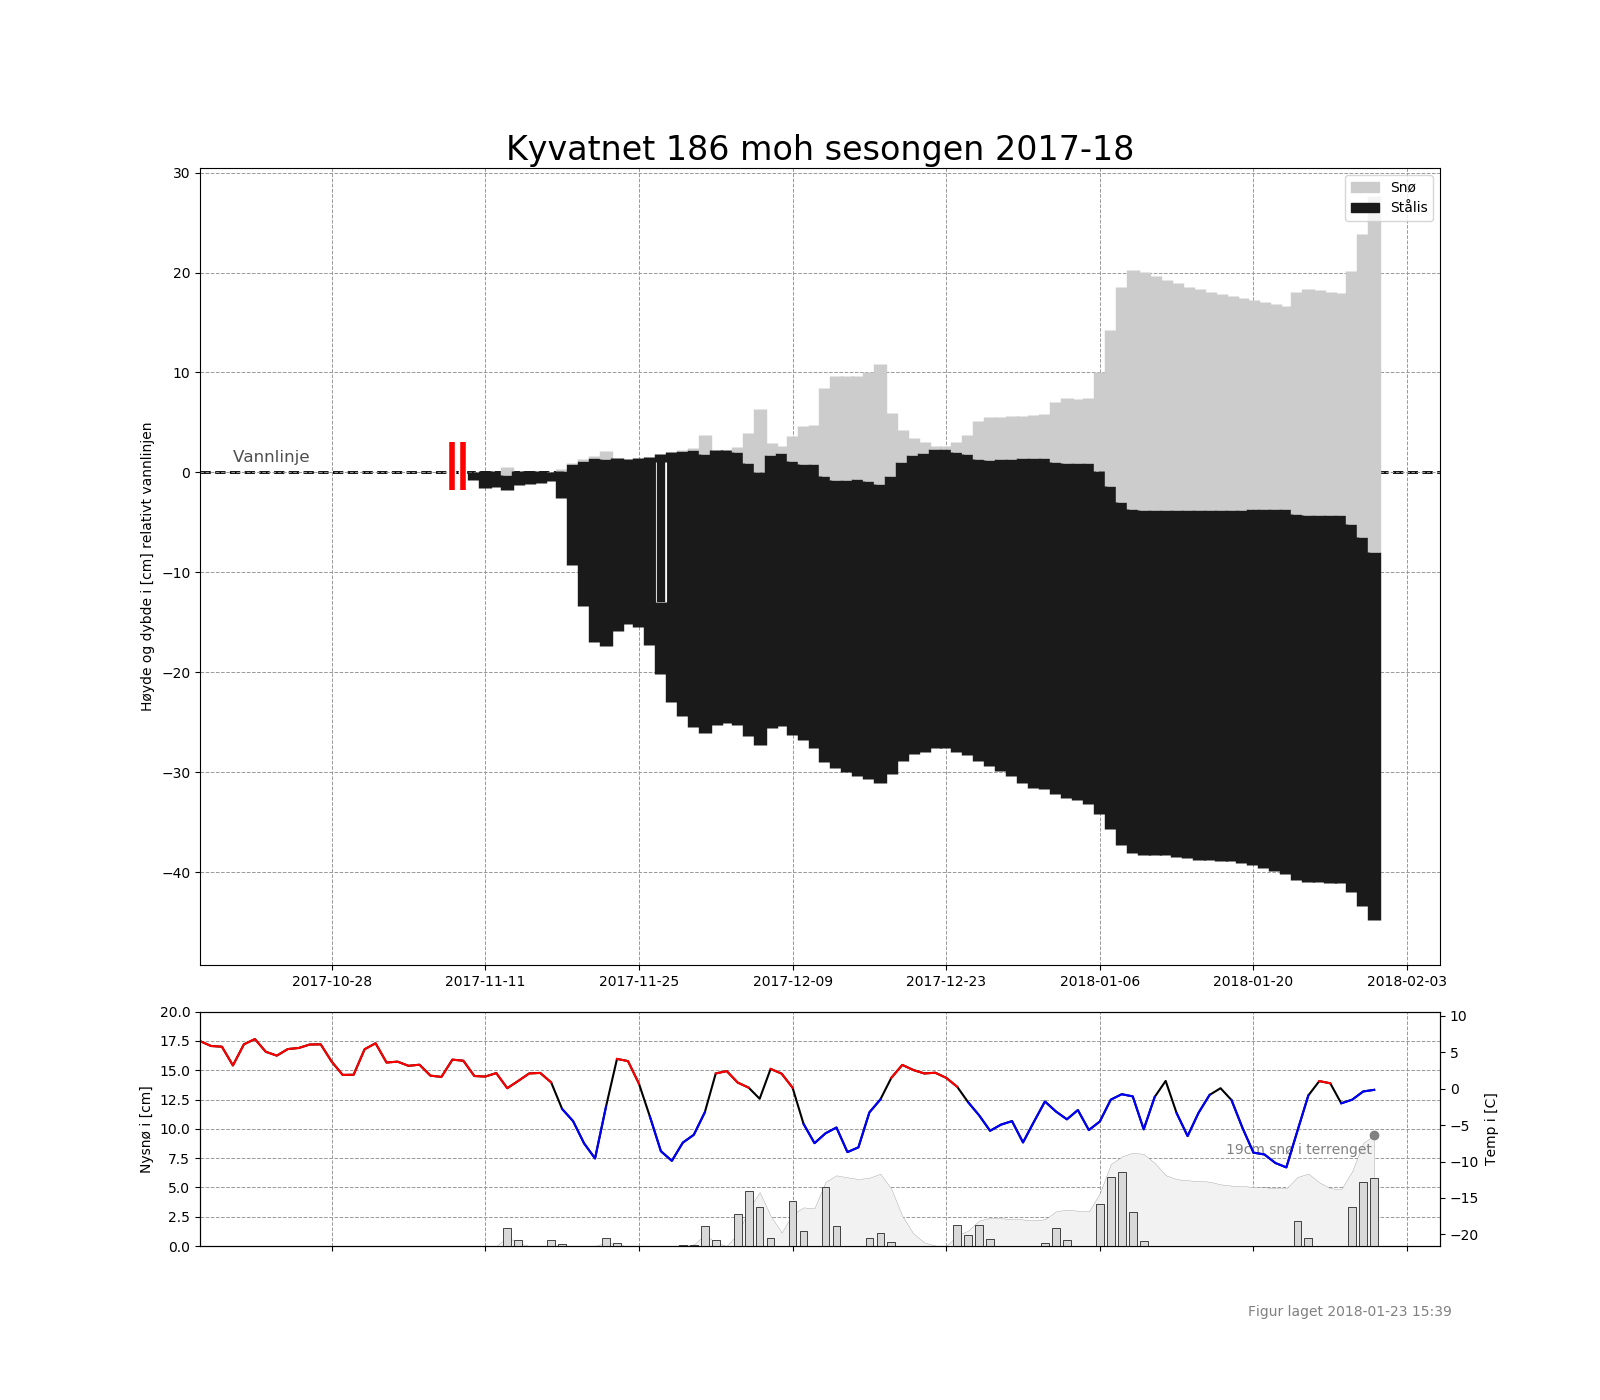 Kyvatnet 186 moh sesongen 2017-18
Snø
Stålis
30
20
10
0
−10
−20
−30
−40
Høyde og dybde i [cm] relativt vannlinjen
Vannlinje
2017-10-28 2017-11-11 2017-11-25 2017-12-09 2017-12-23 2018-01-06 2018-01-20 2018-02-03
20.0
17.5
15.0
12.5
10.0
7.5
5.0
2.5
0.0
Nysnø i [cm]
19cm snø i terrenget
10
5
0
−5
−10
−15
−20
Temp i [C]
Figur laget 2018-01-23 15:39